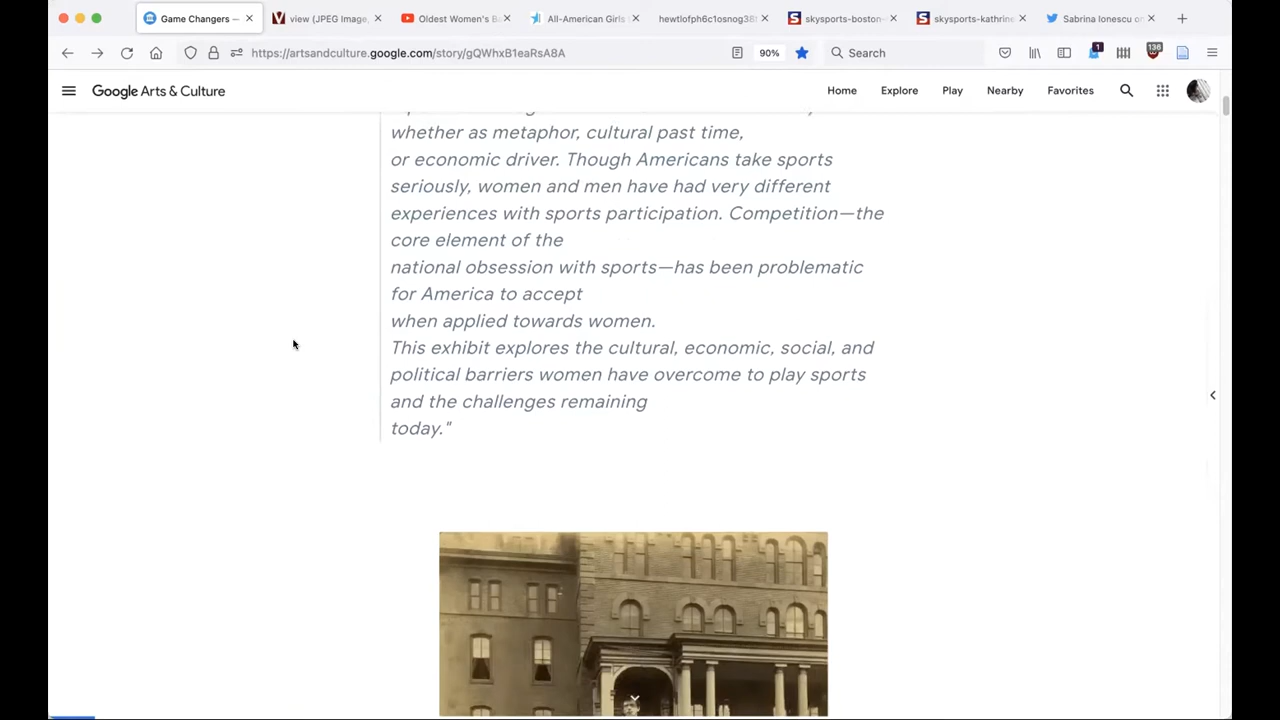 Game Changers —
view (JPEG Image,
Oldest Women's Ba
All-American Girls
hewtlofph6c1osnog38
skysports-boston-
skysports-kathrine
Sabrina Ionescu on
1
136
https://artsandculture.google.com/story/gQWhxB1eaRsA8A
90%
Search
Google Arts & Culture
Home
Explore
Play
Nearby
Favorites
whether as metaphor, cultural past time,
or economic driver. Though Americans take sports
seriously, women and men have had very different
experiences with sports participation. Competition—the
core element of the
national obsession with sports—has been problematic
for America to accept
when applied towards women.
This exhibit explores the cultural, economic, social, and
political barriers women have overcome to play sports
and the challenges remaining
today."